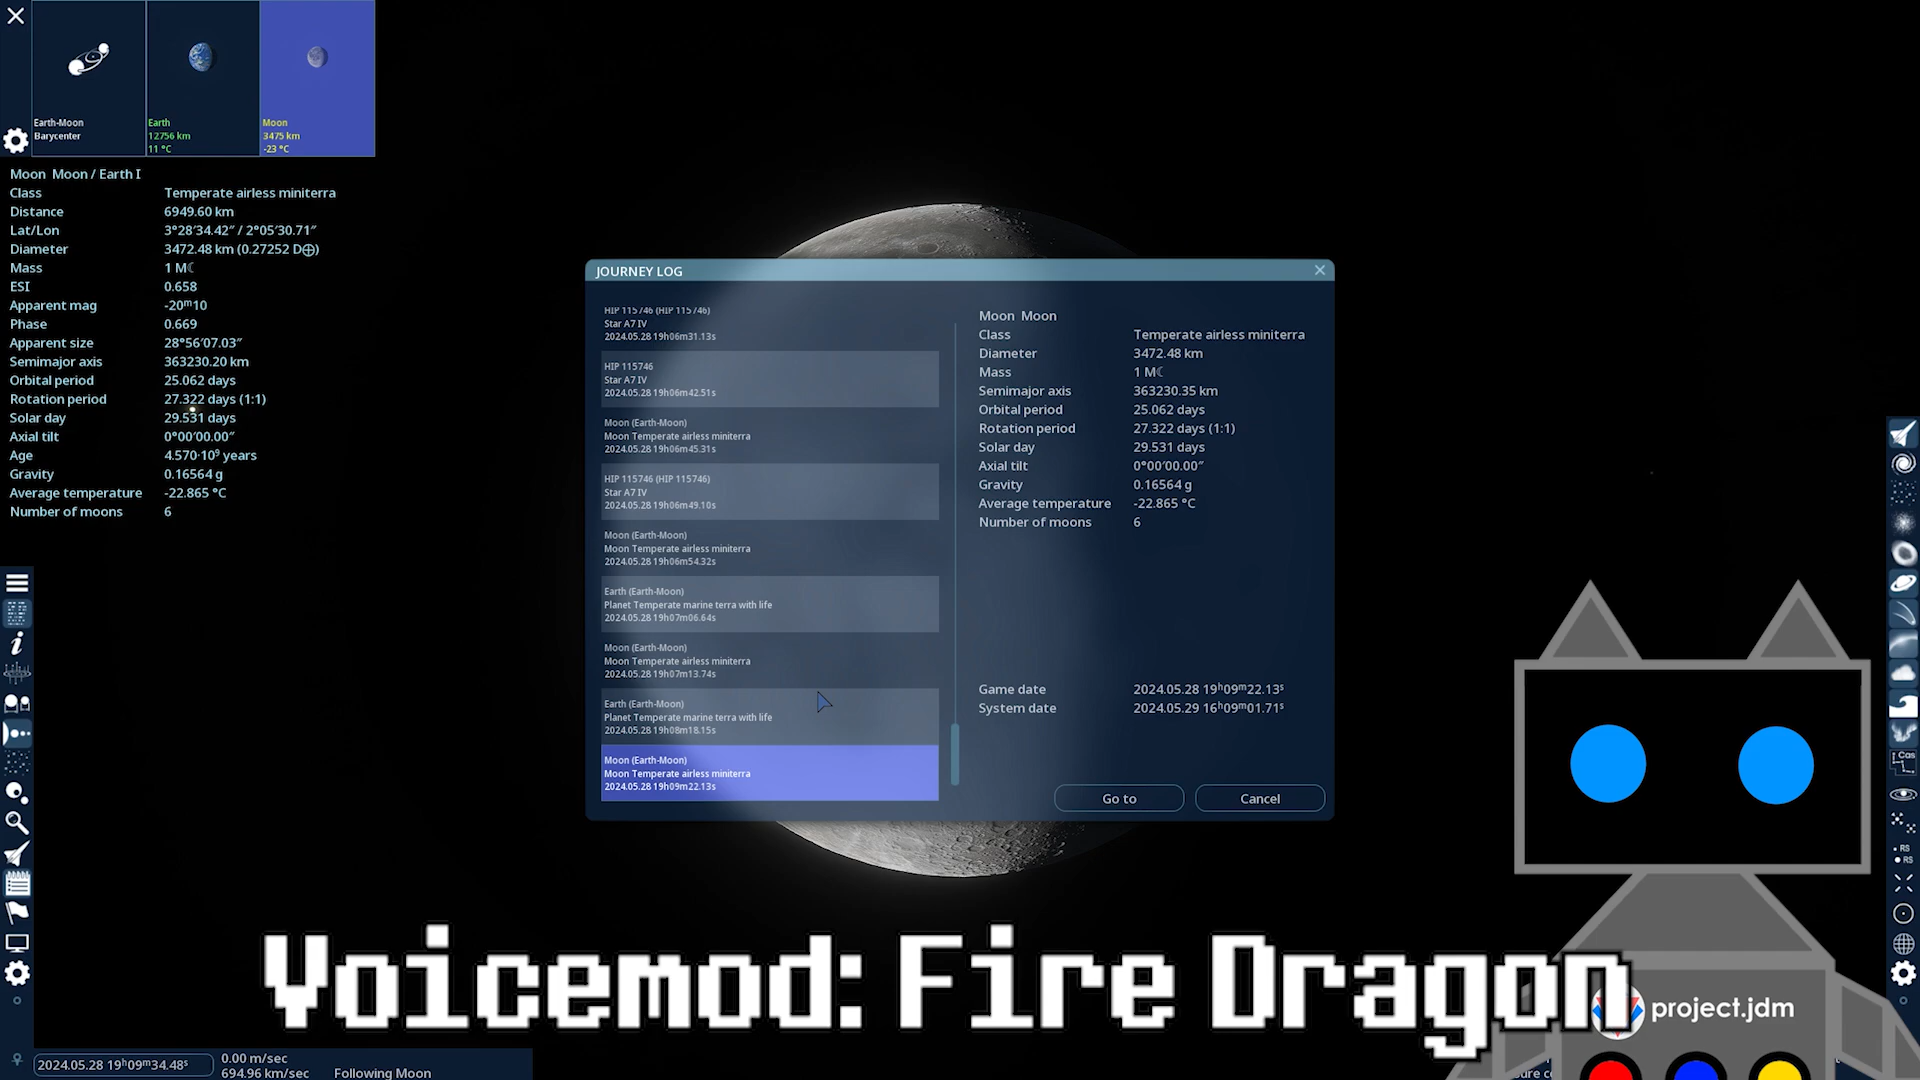 Earth-Moon
Barycenter
Earth
12756 km
11 °C
Moon
3475 km
-23 °C
Moon Moon / Earth I
Class Temperate airless miniterra
Distance 6949.60 km
Lat/Lon 3°28′34.42″ / 2°05′30.71″
Diameter 3472.48 km (0.27252 D⊕)
Mass 1 M☾
ESI 0.658
Apparent mag -20ᵐ10
Phase 0.669
Apparent size 28°56′07.03″
Semimajor axis 363230.20 km
Orbital period 25.062 days
Rotation period 27.322 days (1:1)
Solar day 29.531 days
Axial tilt 0°00′00.00″
Age 4.570·10⁹ years
Gravity 0.16564 g
Average temperature -22.865 °C
Number of moons 6
JOURNEY LOG
HIP 115746 (HIP 115746)
Star A7 IV
2024.05.28 19h06m31.13s
HIP 115746
Star A7 IV
2024.05.28 19h06m42.51s
Moon (Earth-Moon)
Moon Temperate airless miniterra
2024.05.28 19h06m45.31s
HIP 115746 (HIP 115746)
Star A7 IV
2024.05.28 19h06m49.10s
Moon (Earth-Moon)
Moon Temperate airless miniterra
2024.05.28 19h06m54.32s
Earth (Earth-Moon)
Planet Temperate marine terra with life
2024.05.28 19h07m06.64s
Moon (Earth-Moon)
Moon Temperate airless miniterra
2024.05.28 19h07m13.74s
Earth (Earth-Moon)
Planet Temperate marine terra with life
2024.05.28 19h08m18.15s
Moon (Earth-Moon)
Moon Temperate airless miniterra
2024.05.28 19h09m22.13s
Moon Moon
Class Temperate airless miniterra
Diameter 3472.48 km
Mass 1 M☾
Semimajor axis 363230.35 km
Orbital period 25.062 days
Rotation period 27.322 days (1:1)
Solar day 29.531 days
Axial tilt 0°00′00.00″
Gravity 0.16564 g
Average temperature -22.865 °C
Number of moons 6
Game date 2024.05.28 19ʰ09ᵐ22.13ˢ
System date 2024.05.29 16ʰ09ᵐ01.71ˢ
Go to Cancel
Cas
RS
RS
Voicemod: Fire Dragon
project.jdm
2024.05.28 19ʰ09ᵐ34.48ˢ
0.00 m/sec
694.96 km/sec Following Moon